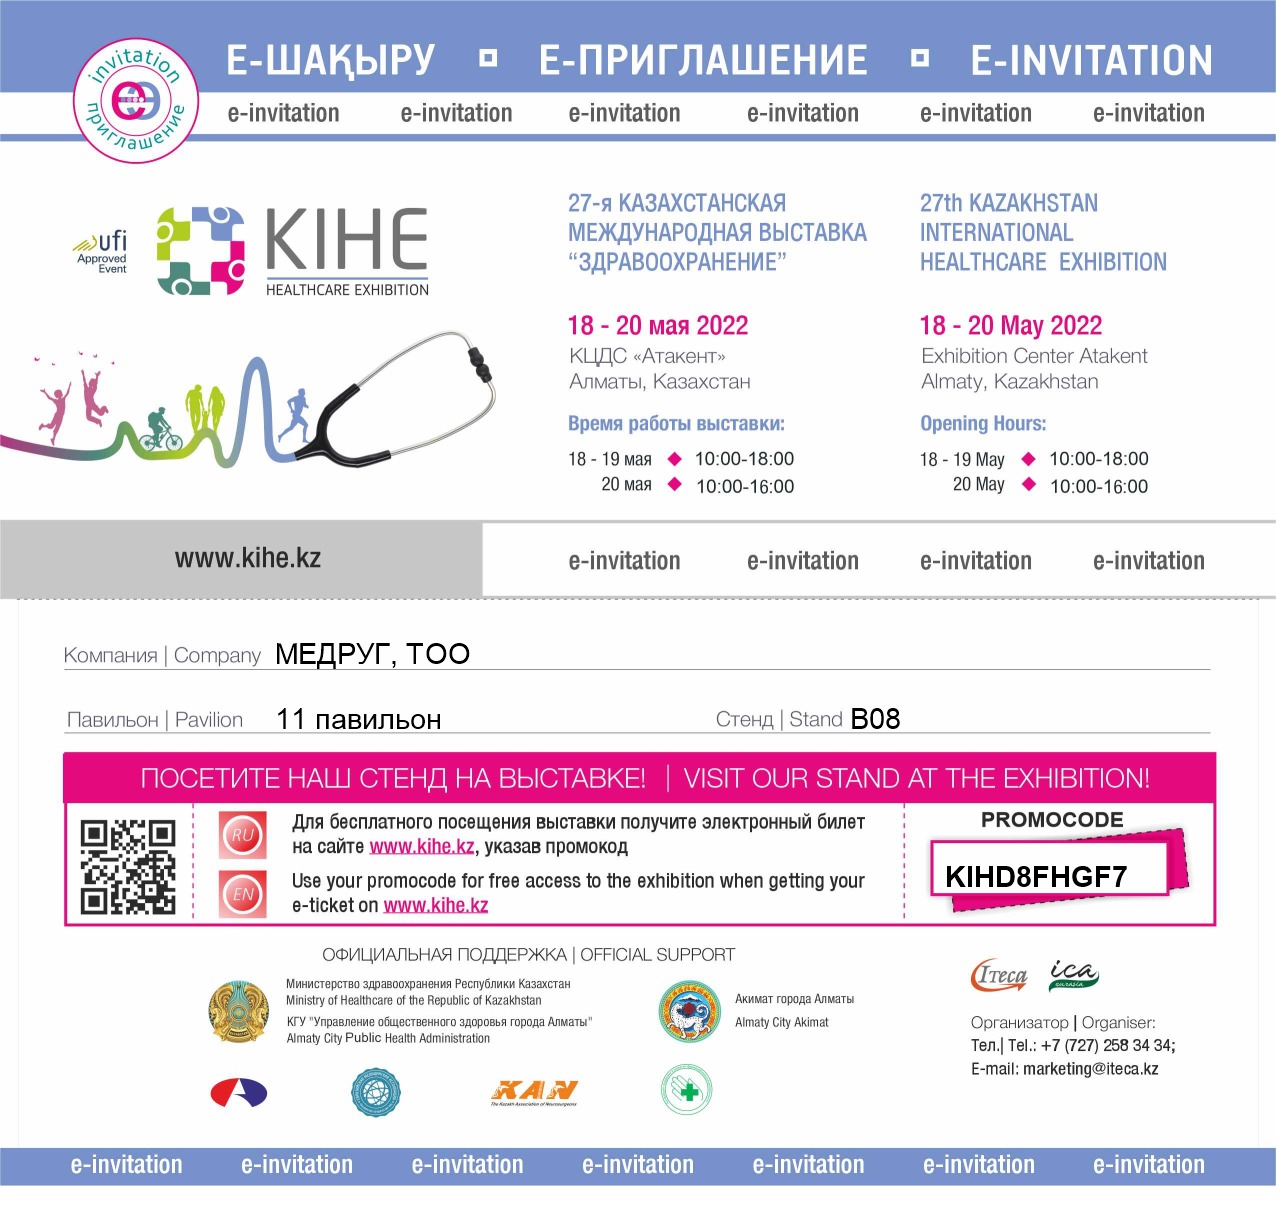 Е-ШАҚЫРУ Е-ПРИГЛАШЕНИЕ E-INVITATION
invitation
приглашение
e-invitation e-invitation e-invitation e-invitation e-invitation e-invitation
ufi
Approved
Event
KIHE
HEALTHCARE EXHIBITION
27-я КАЗАХСТАНСКАЯ
МЕЖДУНАРОДНАЯ ВЫСТАВКА
“ЗДРАВООХРАНЕНИЕ”
18 - 20 мая 2022
КЦДС «Атакент»
Алматы, Казахстан
Время работы выставки:
18 - 19 мая 10:00-18:00
20 мая 10:00-16:00
27th KAZAKHSTAN
INTERNATIONAL
HEALTHCARE EXHIBITION
18 - 20 May 2022
Exhibition Center Atakent
Almaty, Kazakhstan
Opening Hours:
18 - 19 May 10:00-18:00
20 May 10:00-16:00
www.kihe.kz
e-invitation e-invitation e-invitation e-invitation
Компания | Company МЕДРУГ, ТОО
Павильон | Pavilion 11 павильон Стенд | Stand B08
ПОСЕТИТЕ НАШ СТЕНД НА ВЫСТАВКЕ! | VISIT OUR STAND AT THE EXHIBITION!
RU
Для бесплатного посещения выставки получите электронный билет
на сайте www.kihe.kz, указав промокод
EN
Use your promocode for free access to the exhibition when getting your
e-ticket on www.kihe.kz
PROMOCODE
KIHD8FHGF7
ОФИЦИАЛЬНАЯ ПОДДЕРЖКА | OFFICIAL SUPPORT
Министерство здравоохранения Республики Казахстан
Ministry of Healthcare of the Republic of Kazakhstan
КГУ "Управление общественного здоровья города Алматы"
Almaty City Public Health Administration
Акимат города Алматы
Almaty City Akimat
KAN
The Kazakh Association of Neurosurgeons
ITECA
ica
eurasia
Организатор | Organiser:
Тел.| Tel.: +7 (727) 258 34 34;
E-mail: marketing@iteca.kz
e-invitation e-invitation e-invitation e-invitation e-invitation e-invitation e-invitation